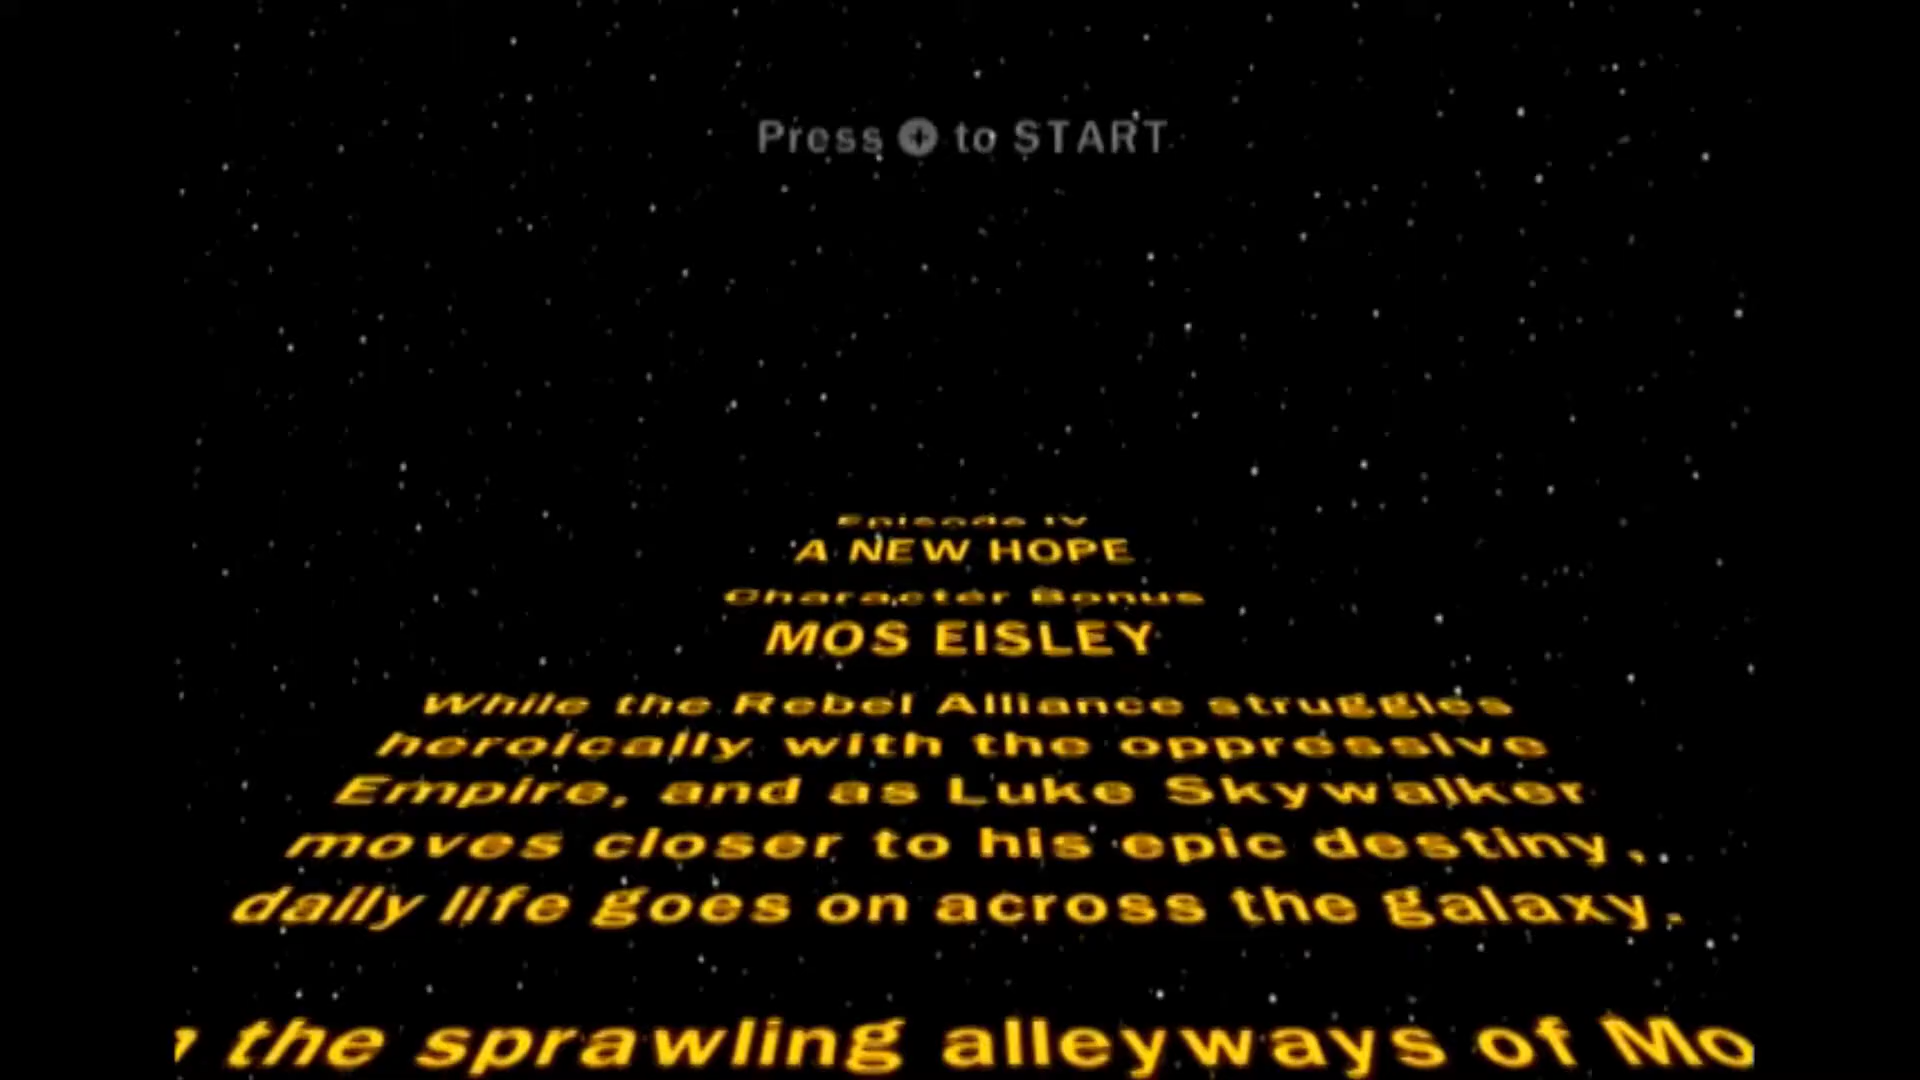 Press + to START
Episode IV
A NEW HOPE
Character Bonus
MOS EISLEY
While the Rebel Alliance struggles
heroically with the oppressive
Empire, and as Luke Skywalker
moves closer to his epic destiny,
daily life goes on across the galaxy.
the sprawling alleyways of Mo